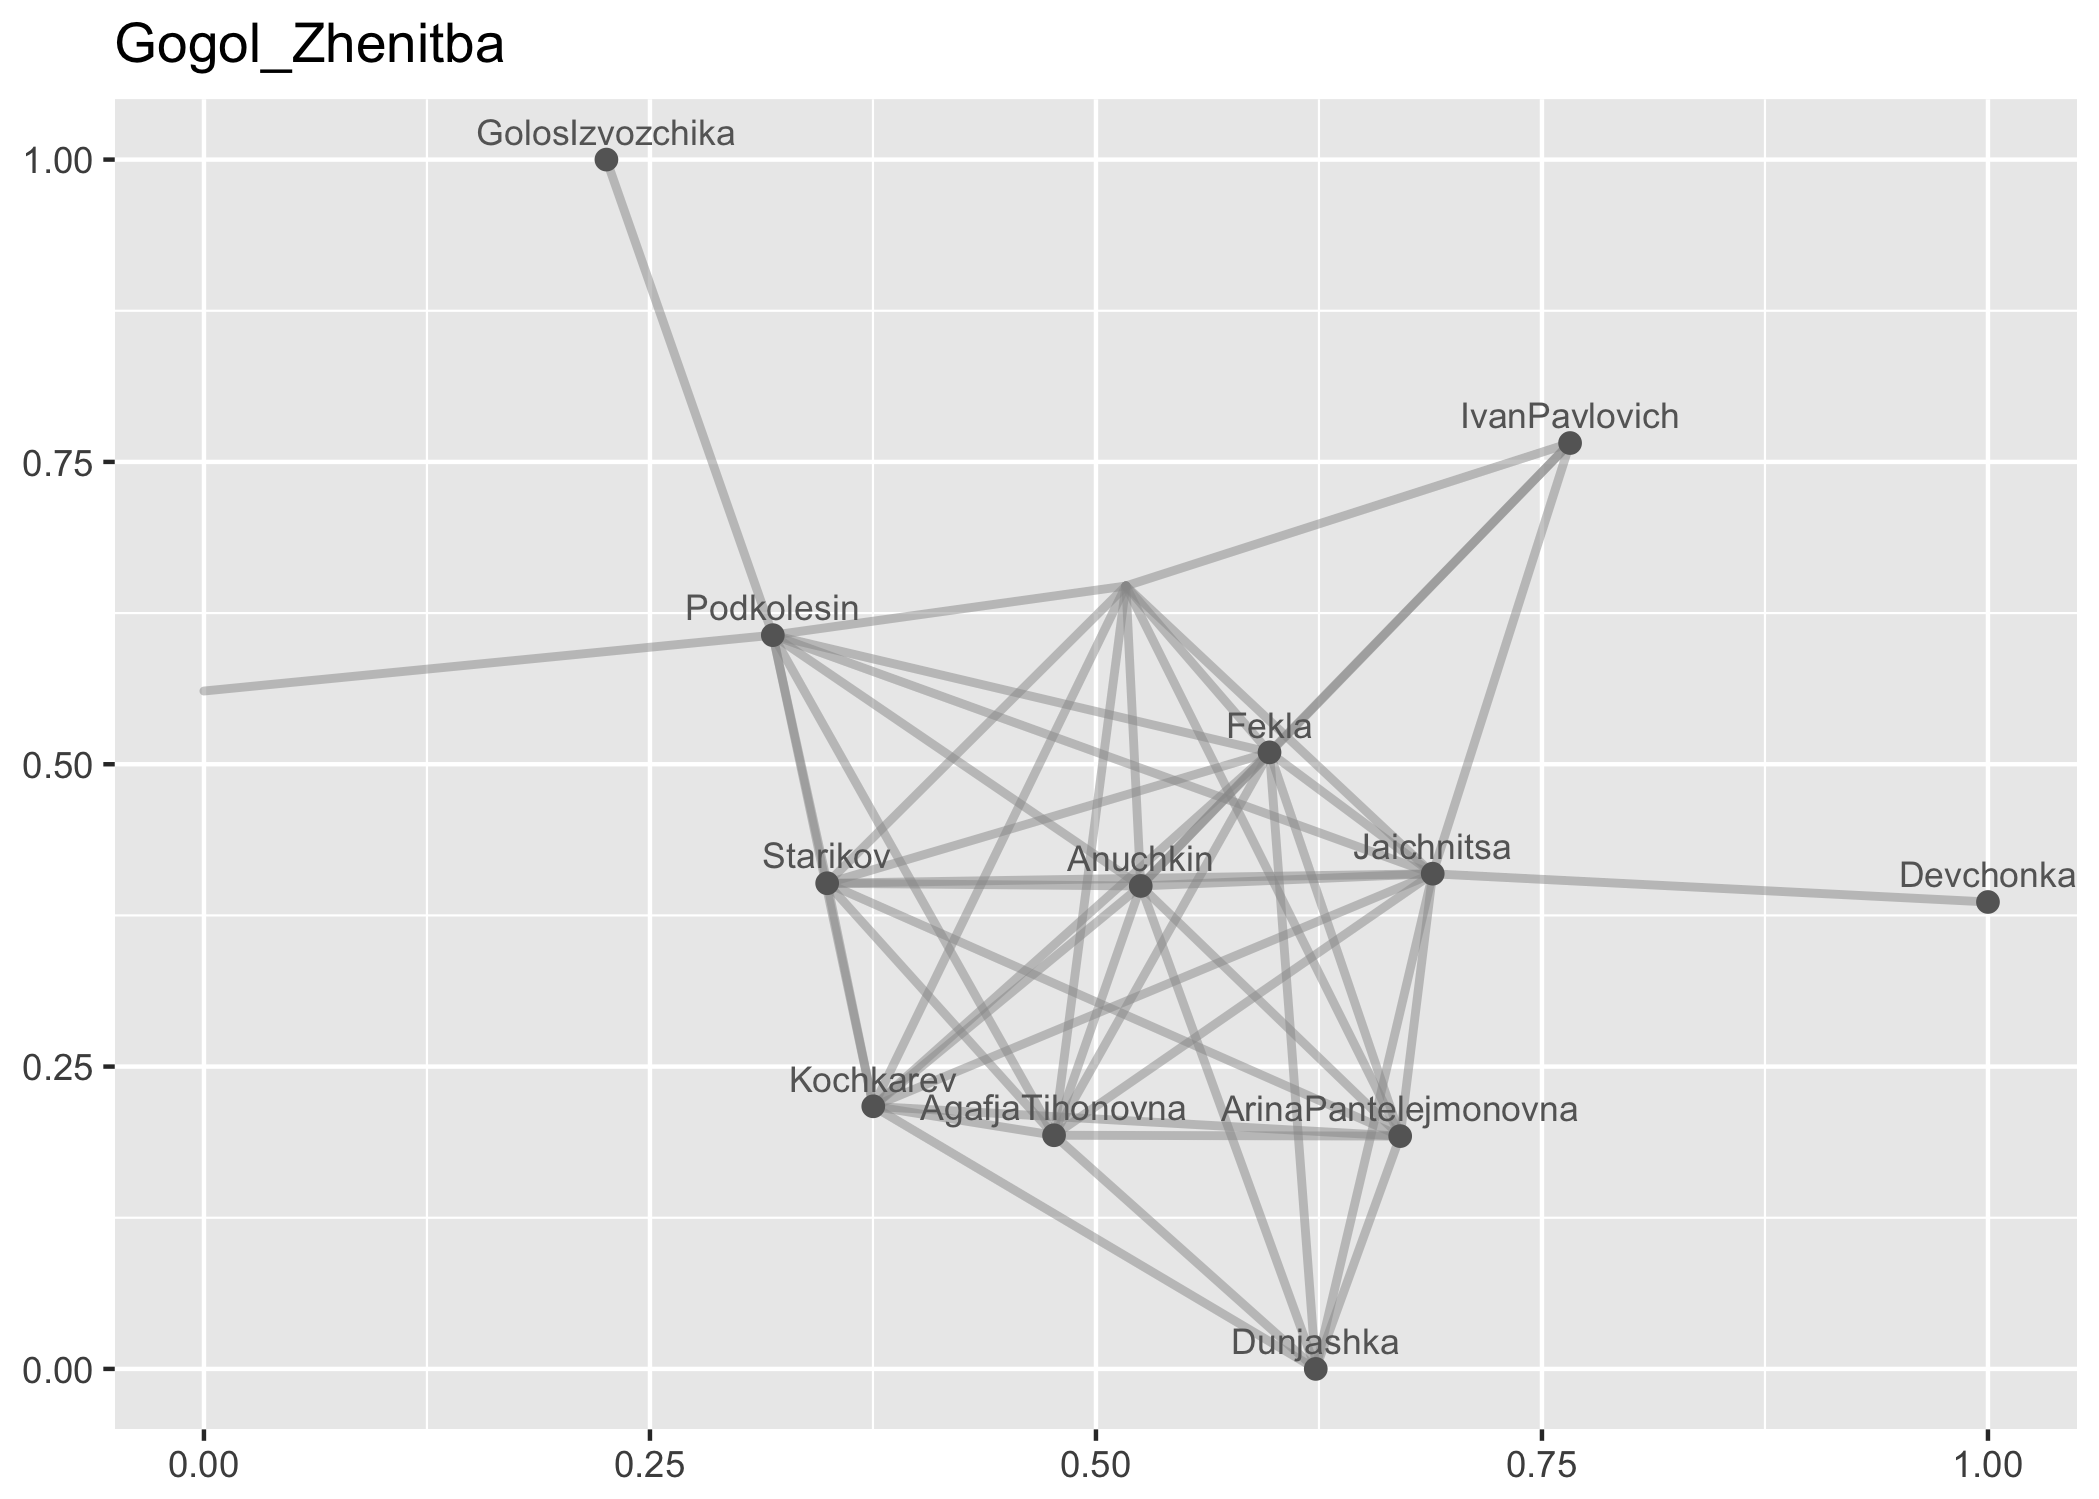 Gogol_Zhenitba
GolosIzvozchika
1.00
IvanPavlovich
0.75
Podkolesin
Fekla
0.50
Starikov
Anuchkin
Jaichnitsa
Devchonka
0.25
Kochkarev
AgafjaTihonovna
ArinaPantelejmonovna
Dunjashka
0.00
0.00 0.25 0.50 0.75 1.00